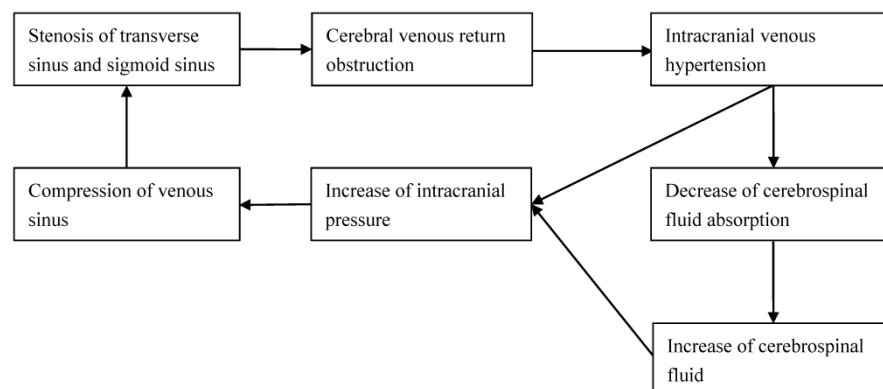 Stenosis of transverse
sinus and sigmoid sinus
Cerebral venous return
obstruction
Intracranial venous
hypertension
Compression of venous
sinus
Increase of intracranial
pressure
Decrease of cerebrospinal
fluid absorption
Increase of cerebrospinal
fluid